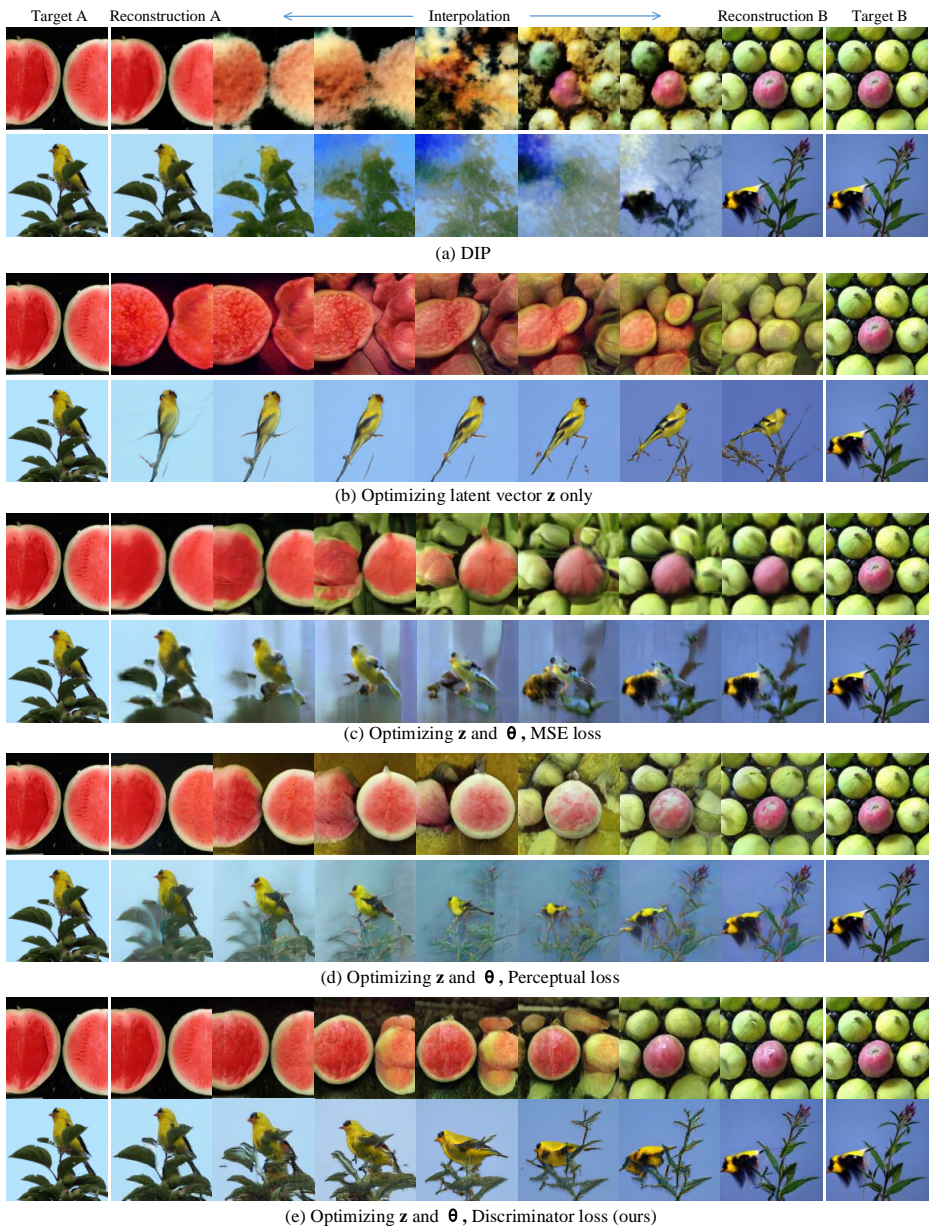 Target A Reconstruction A Interpolation Reconstruction B Target B
(a) DIP
(b) Optimizing latent vector z only
(c) Optimizing z and θ, MSE loss
(d) Optimizing z and θ, Perceptual loss
(e) Optimizing z and θ, Discriminator loss (ours)